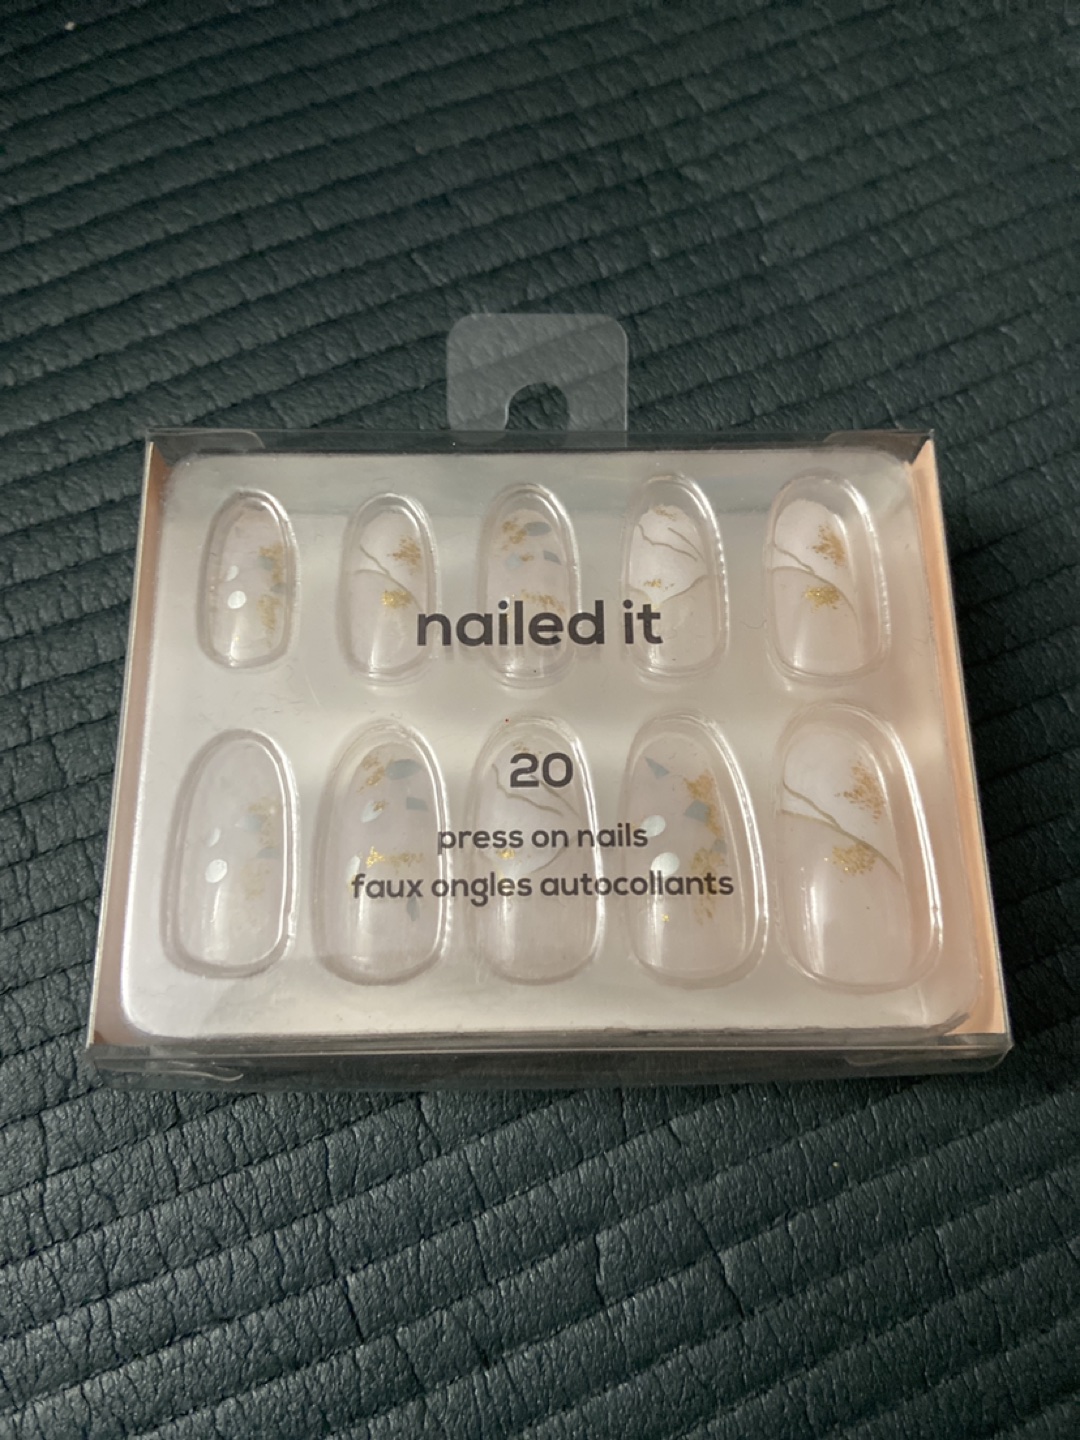 nailed it
20
press on nails
faux ongles autocollants